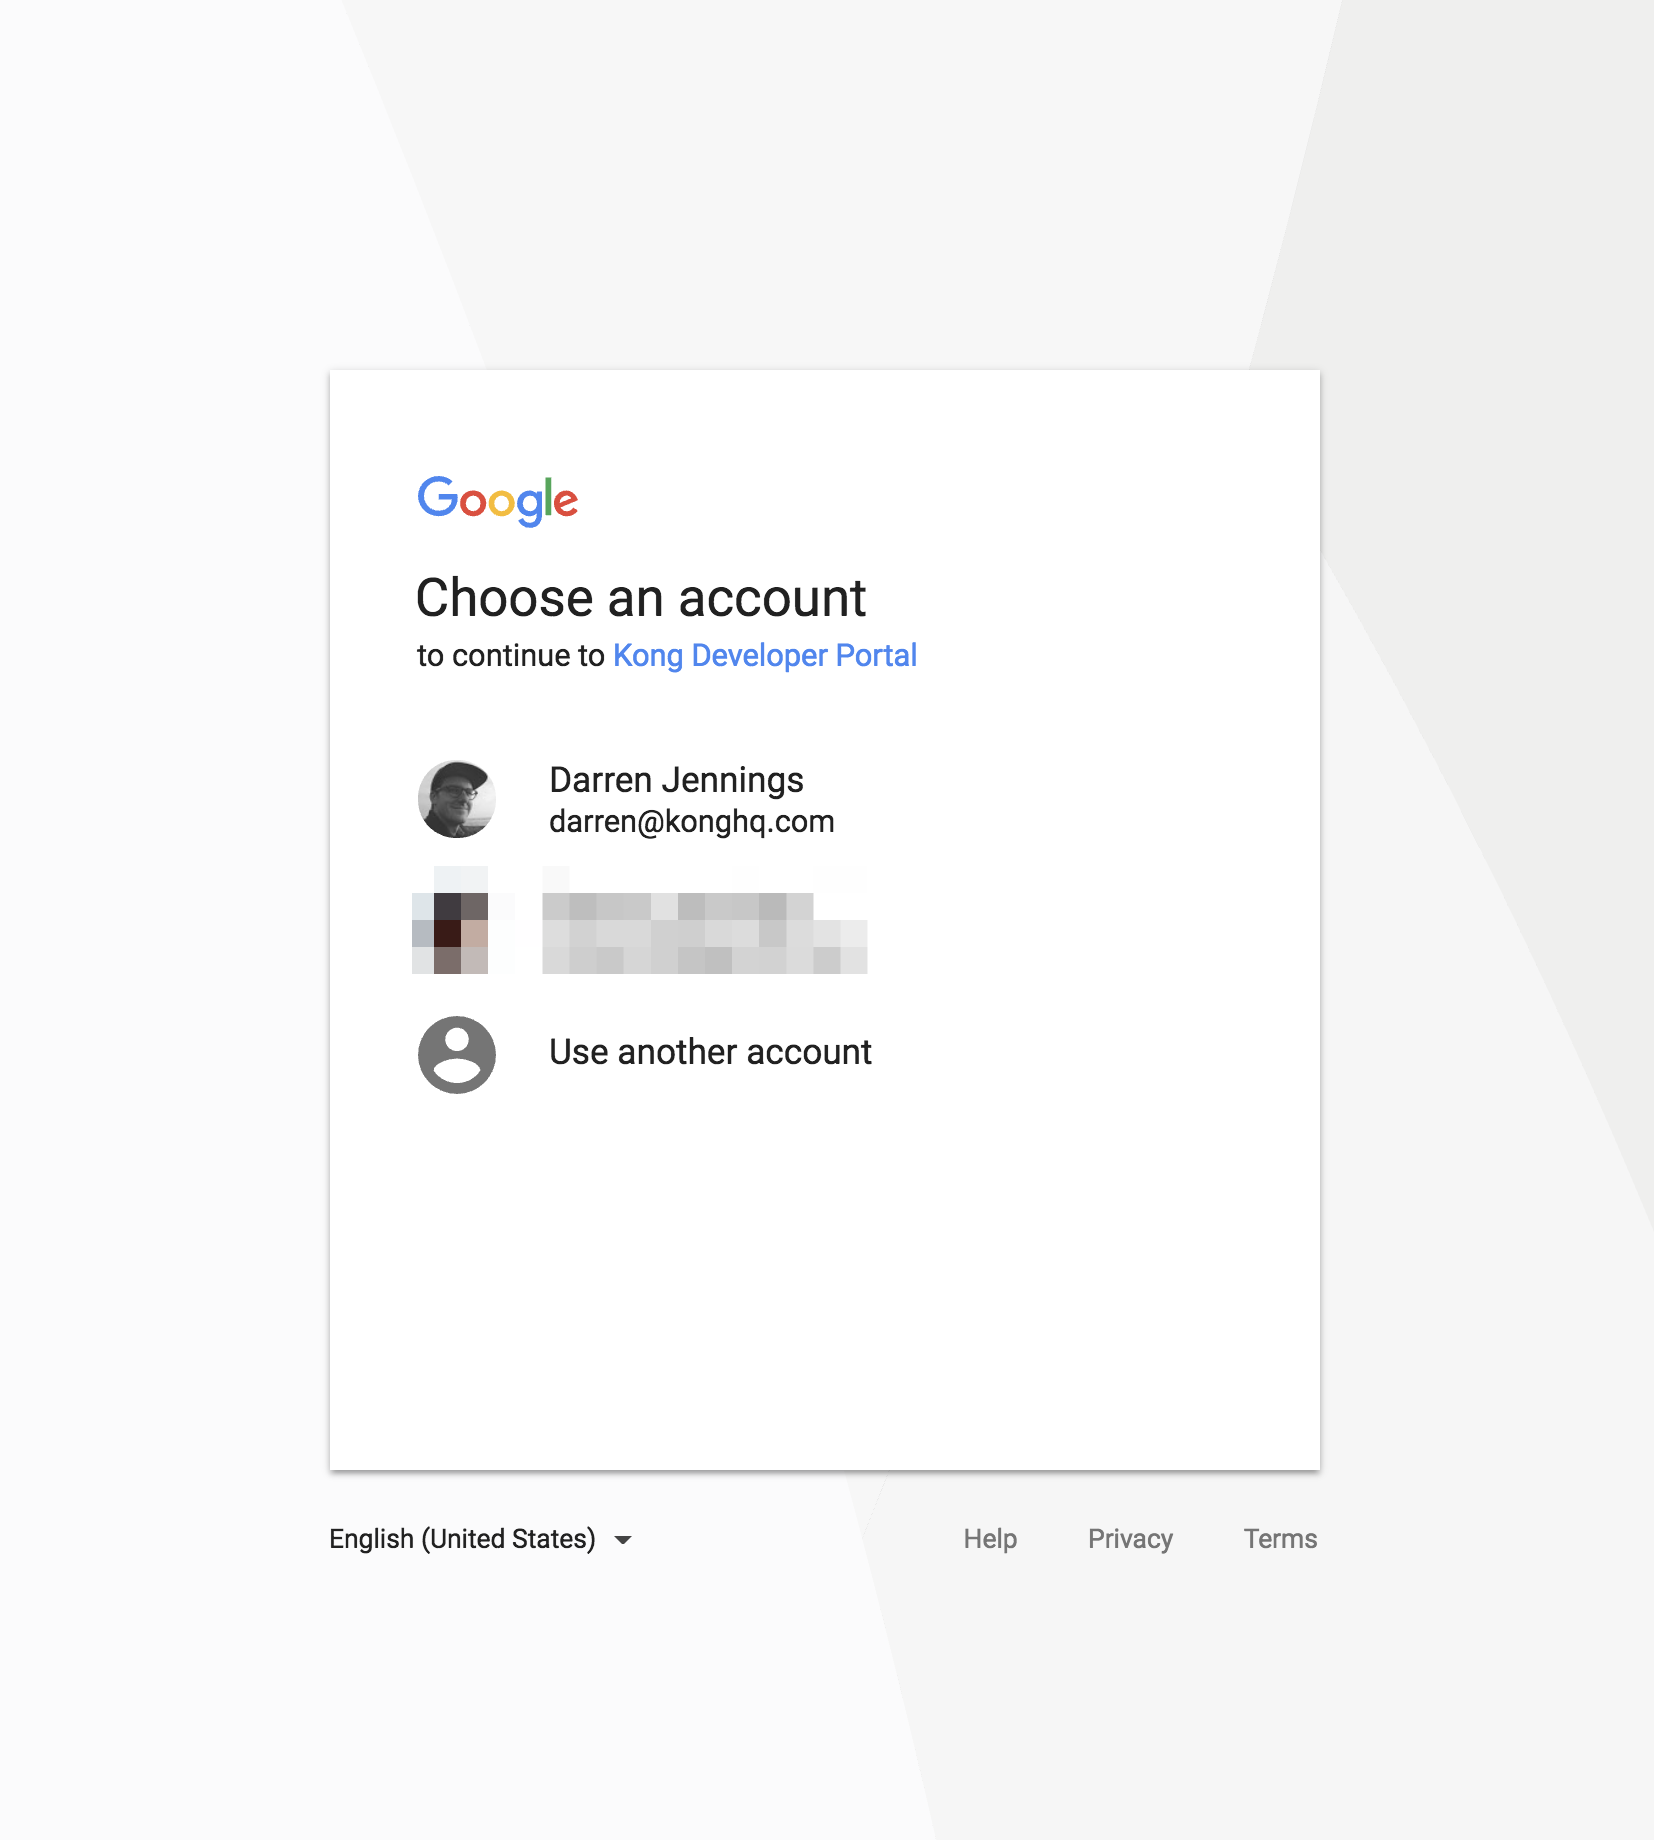 Google
Choose an account
to continue to Kong Developer Portal
Darren Jennings
darren@konghq.com
Use another account
English (United States)
Help Privacy Terms